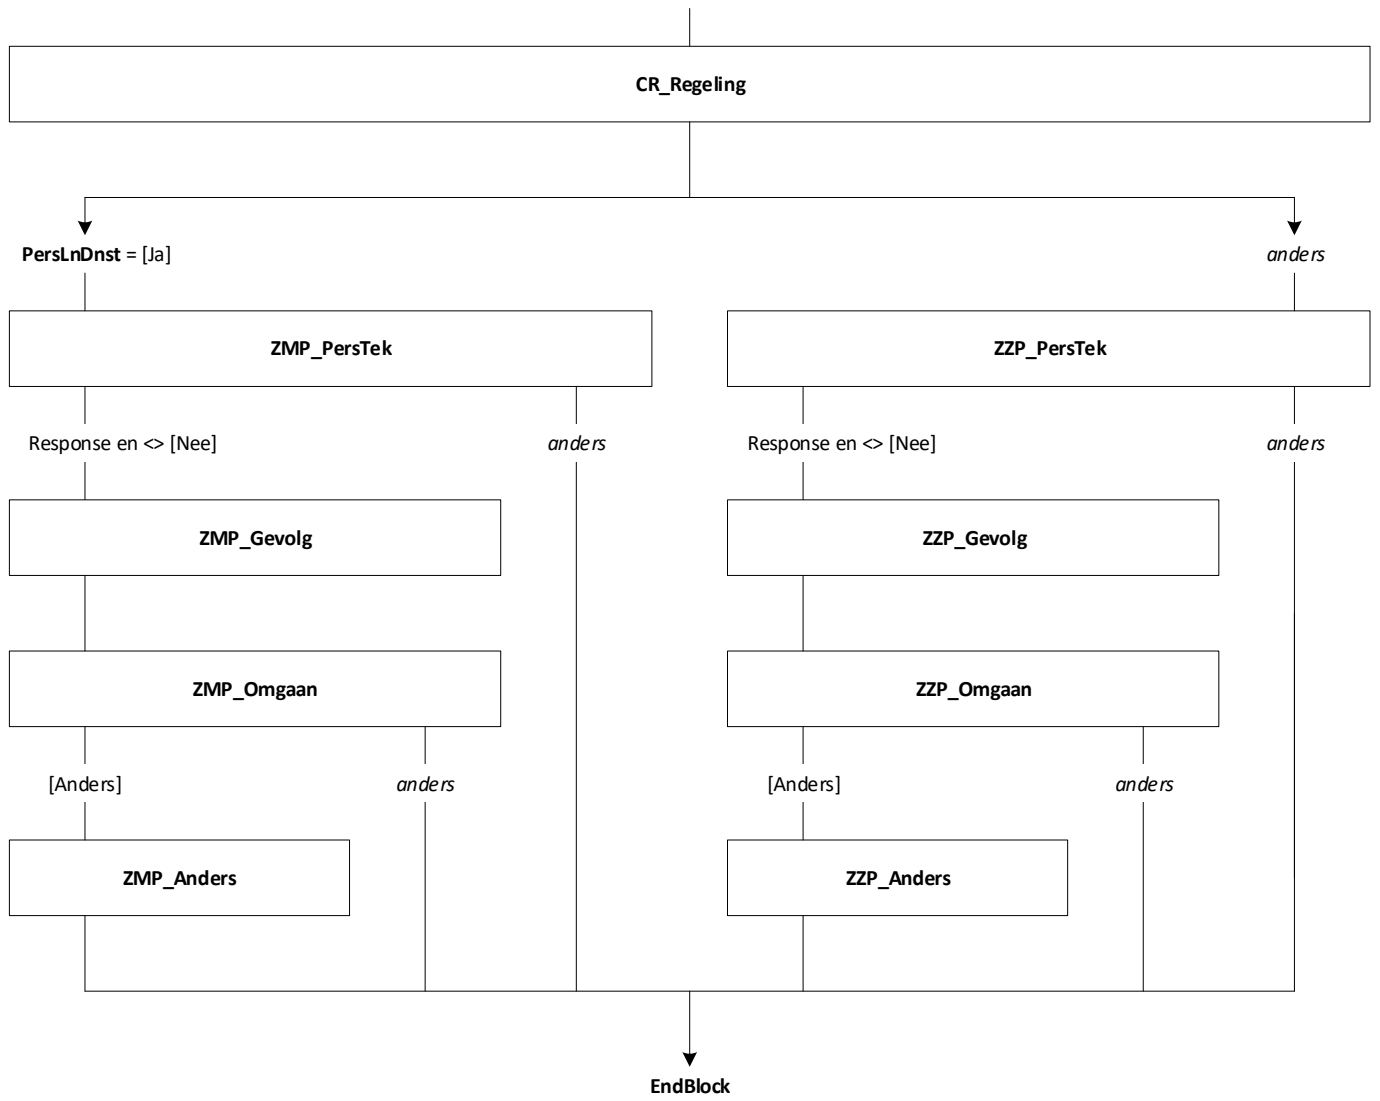 CR_Regeling
PersLnDnst = [Ja]
anders
ZMP_PersTek
ZZP_PersTek
Response en <> [Nee]
anders
Response en <> [Nee]
anders
ZMP_Gevolg
ZZP_Gevolg
ZMP_Omgaan
ZZP_Omgaan
[Anders]
anders
[Anders]
anders
ZMP_Anders
ZZP_Anders
EndBlock